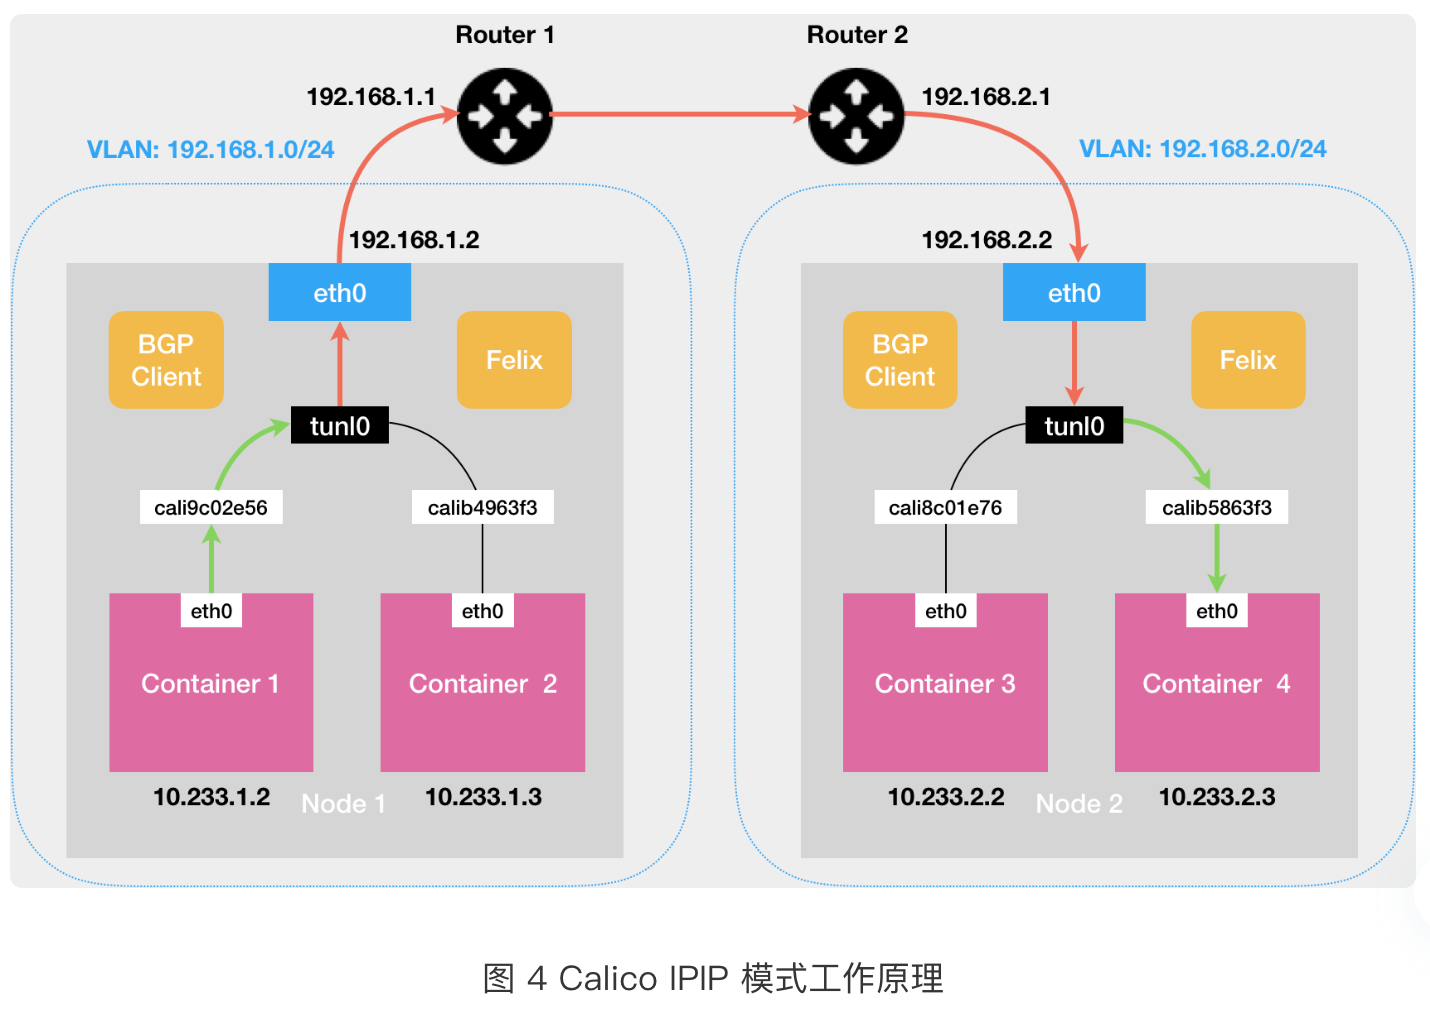 Router 1
Router 2
192.168.1.1
192.168.2.1
VLAN: 192.168.1.0/24
VLAN: 192.168.2.0/24
192.168.1.2
192.168.2.2
eth0
BGP
Client
Felix
tunl0
cali9c02e56
calib4963f3
eth0
eth0
Container 1
Container 2
10.233.1.2
Node 1
10.233.1.3
eth0
BGP
Client
Felix
tunl0
cali8c01e76
calib5863f3
eth0
eth0
Container 3
Container 4
10.233.2.2
Node 2
10.233.2.3
图 4 Calico IPIP 模式工作原理